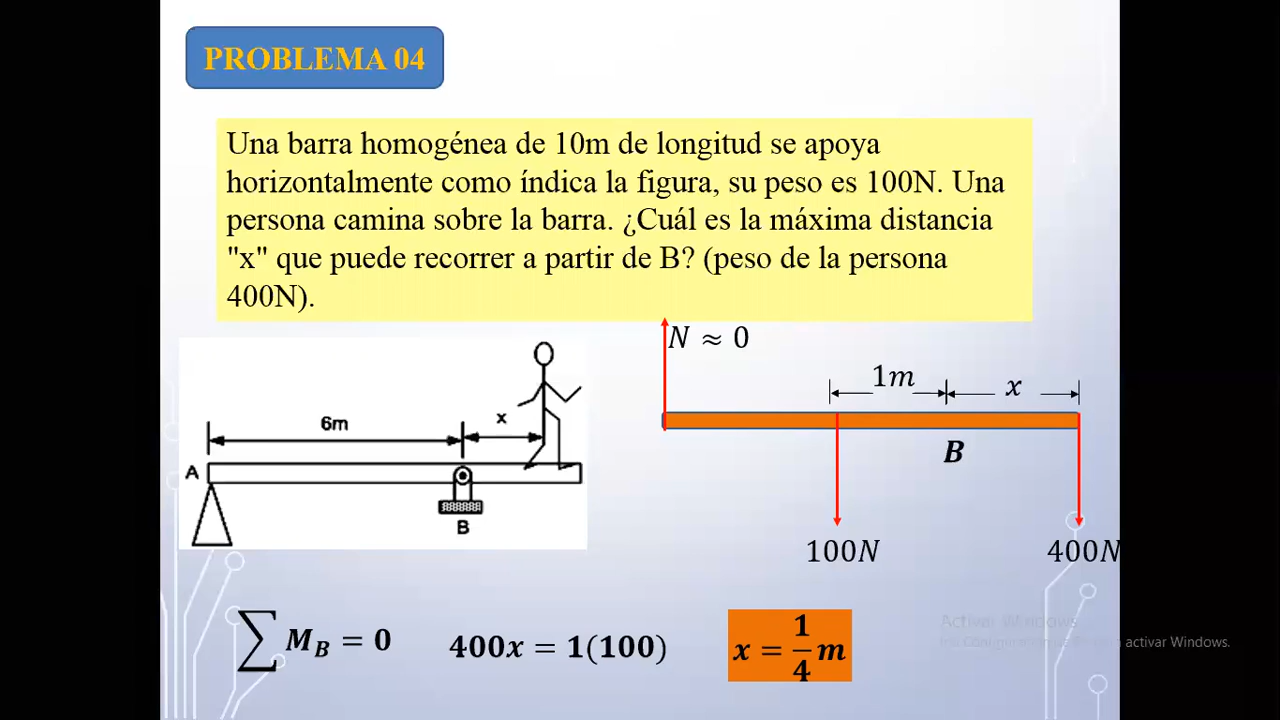 PROBLEMA 04
Una barra homogénea de 10m de longitud se apoya
horizontalmente como índica la figura, su peso es 100N. Una
persona camina sobre la barra. ¿Cuál es la máxima distancia
"x" que puede recorrer a partir de B? (peso de la persona
400N).
N ≈ 0
1m
x
B
100N
400N
6m
x
A
B
∑ M_B = 0
400x = 1(100)
x = 1/4 m
Activar Windows
activar Windows.